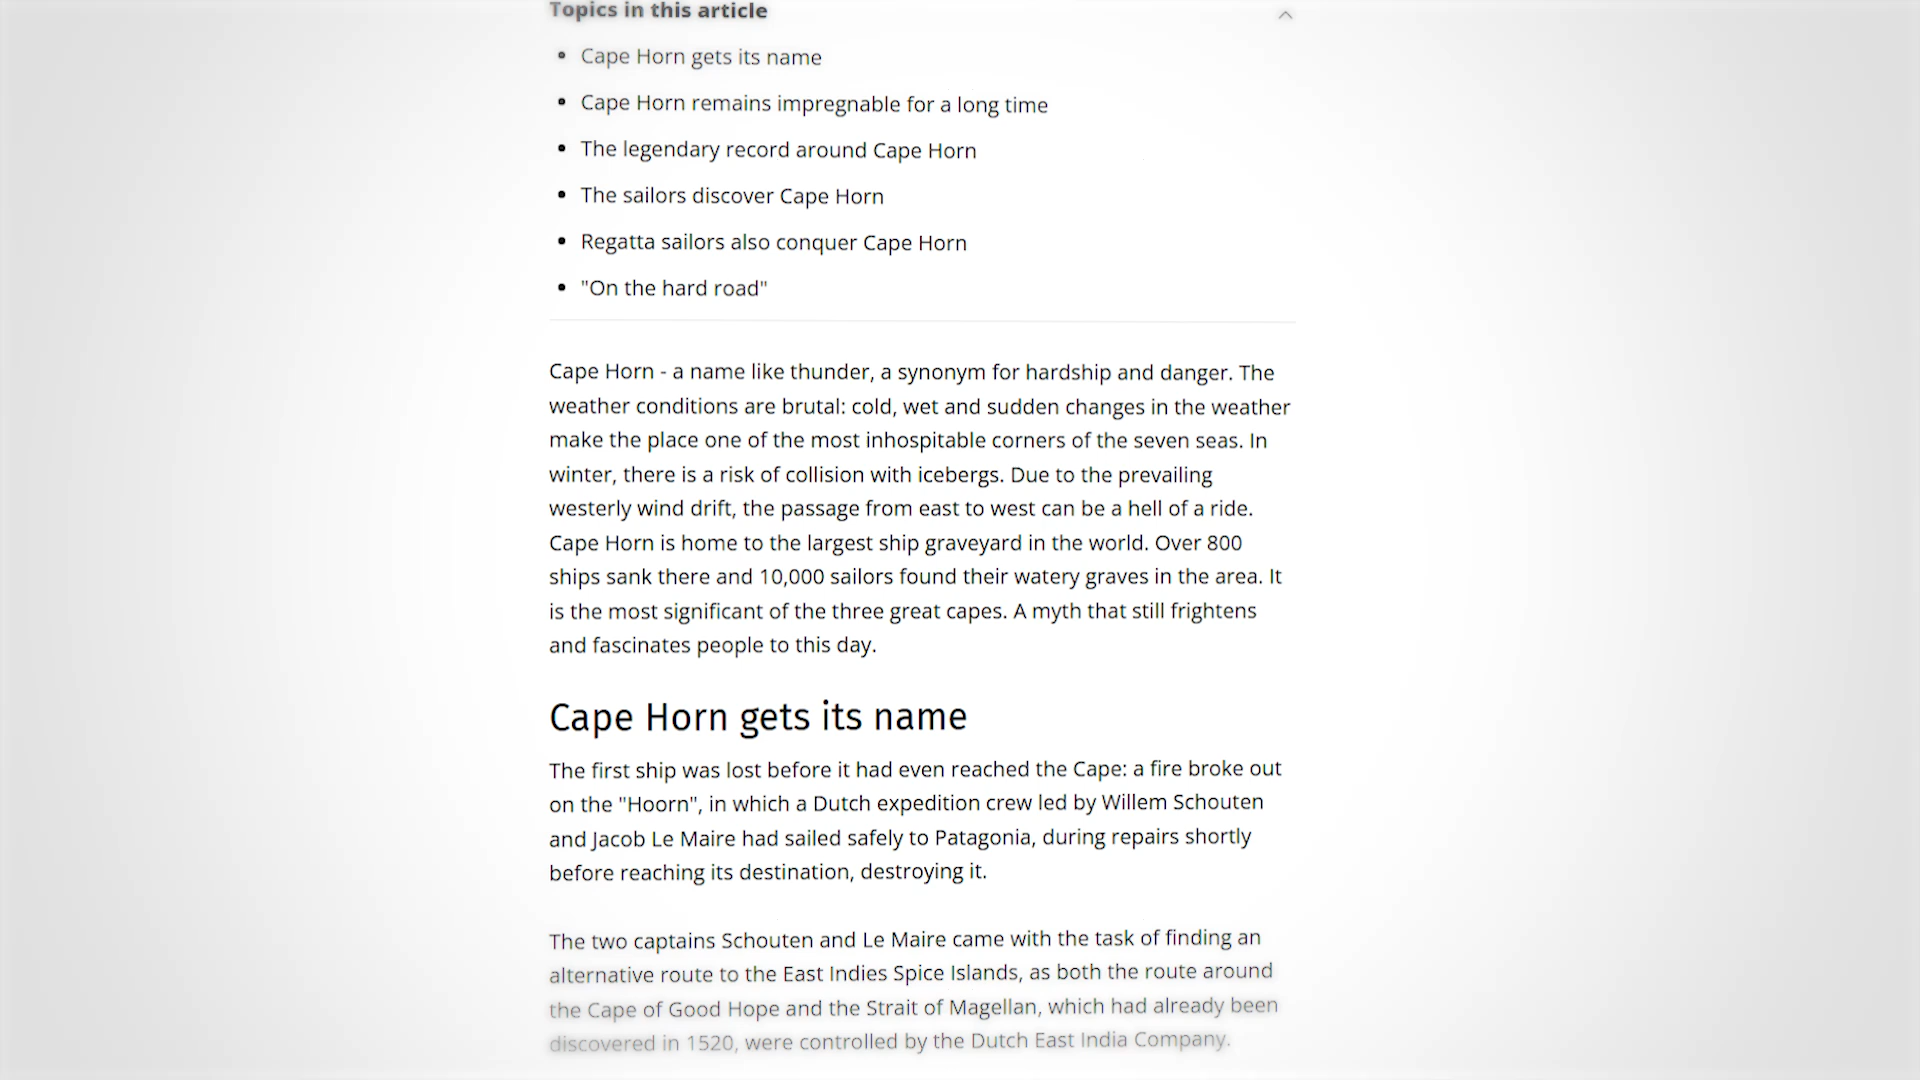 Topics in this article
Cape Horn gets its name
Cape Horn remains impregnable for a long time
The legendary record around Cape Horn
The sailors discover Cape Horn
Regatta sailors also conquer Cape Horn
"On the hard road"
Cape Horn - a name like thunder, a synonym for hardship and danger. The
weather conditions are brutal: cold, wet and sudden changes in the weather
make the place one of the most inhospitable corners of the seven seas. In
winter, there is a risk of collision with icebergs. Due to the prevailing
westerly wind drift, the passage from east to west can be a hell of a ride.
Cape Horn is home to the largest ship graveyard in the world. Over 800
ships sank there and 10,000 sailors found their watery graves in the area. It
is the most significant of the three great capes. A myth that still frightens
and fascinates people to this day.
Cape Horn gets its name
The first ship was lost before it had even reached the Cape: a fire broke out
on the "Hoorn", in which a Dutch expedition crew led by Willem Schouten
and Jacob Le Maire had sailed safely to Patagonia, during repairs shortly
before reaching its destination, destroying it.
The two captains Schouten and Le Maire came with the task of finding an
alternative route to the East Indies Spice Islands, as both the route around
the Cape of Good Hope and the Strait of Magellan, which had already been
discovered in 1520, were controlled by the Dutch East India Company.